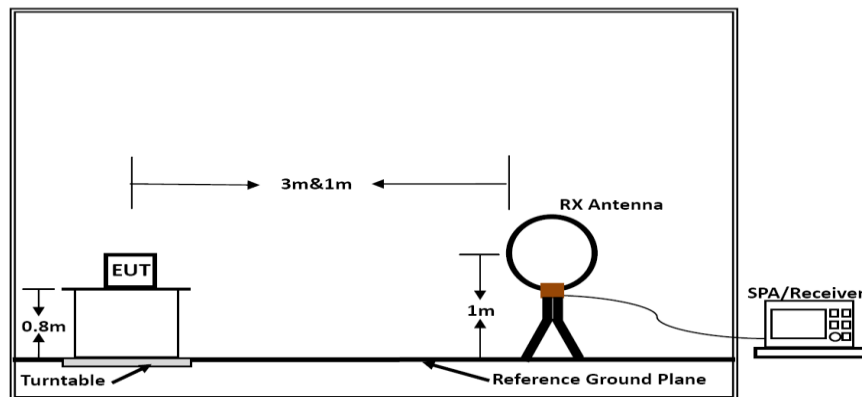 3m&1m
RX Antenna
EUT
SPA/Receiver
0.8m
1m
Turntable
Reference Ground Plane